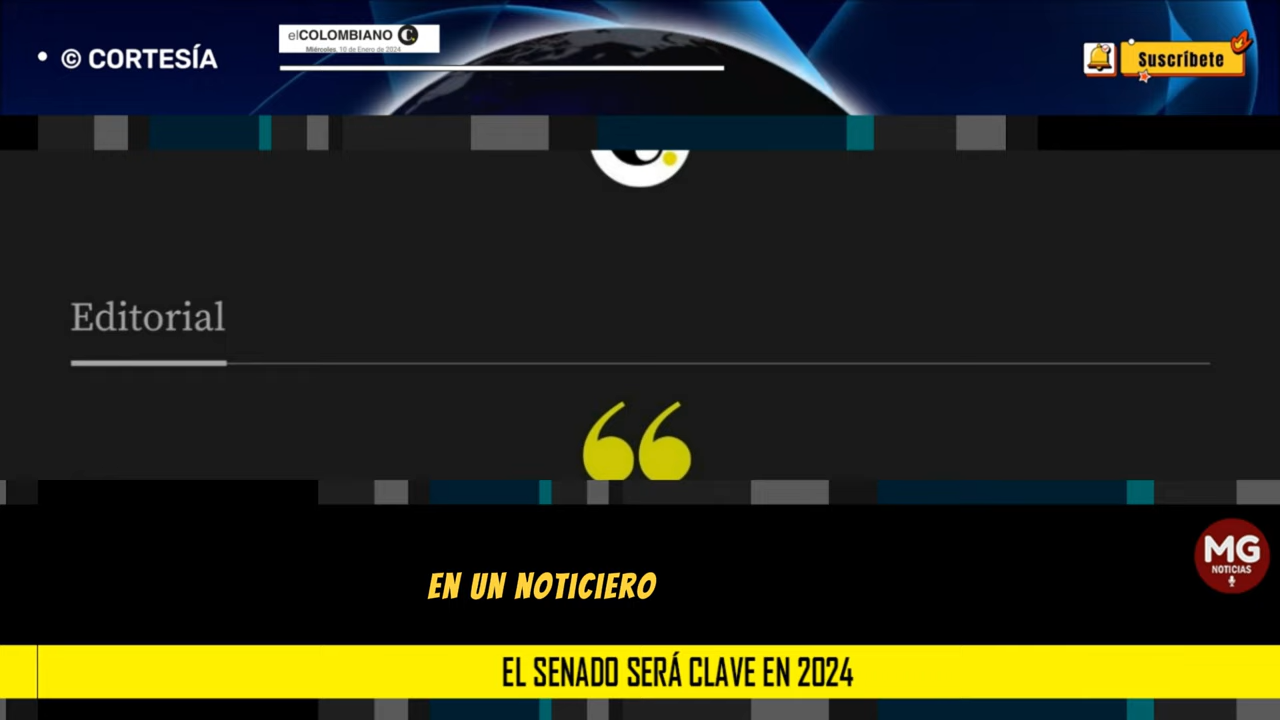 © CORTESÍA
elCOLOMBIANO C
Miércoles, 10 de Enero de 2024
Suscríbete
Editorial
“
EN UN NOTICIERO
MG
NOTICIAS
EL SENADO SERÁ CLAVE EN 2024